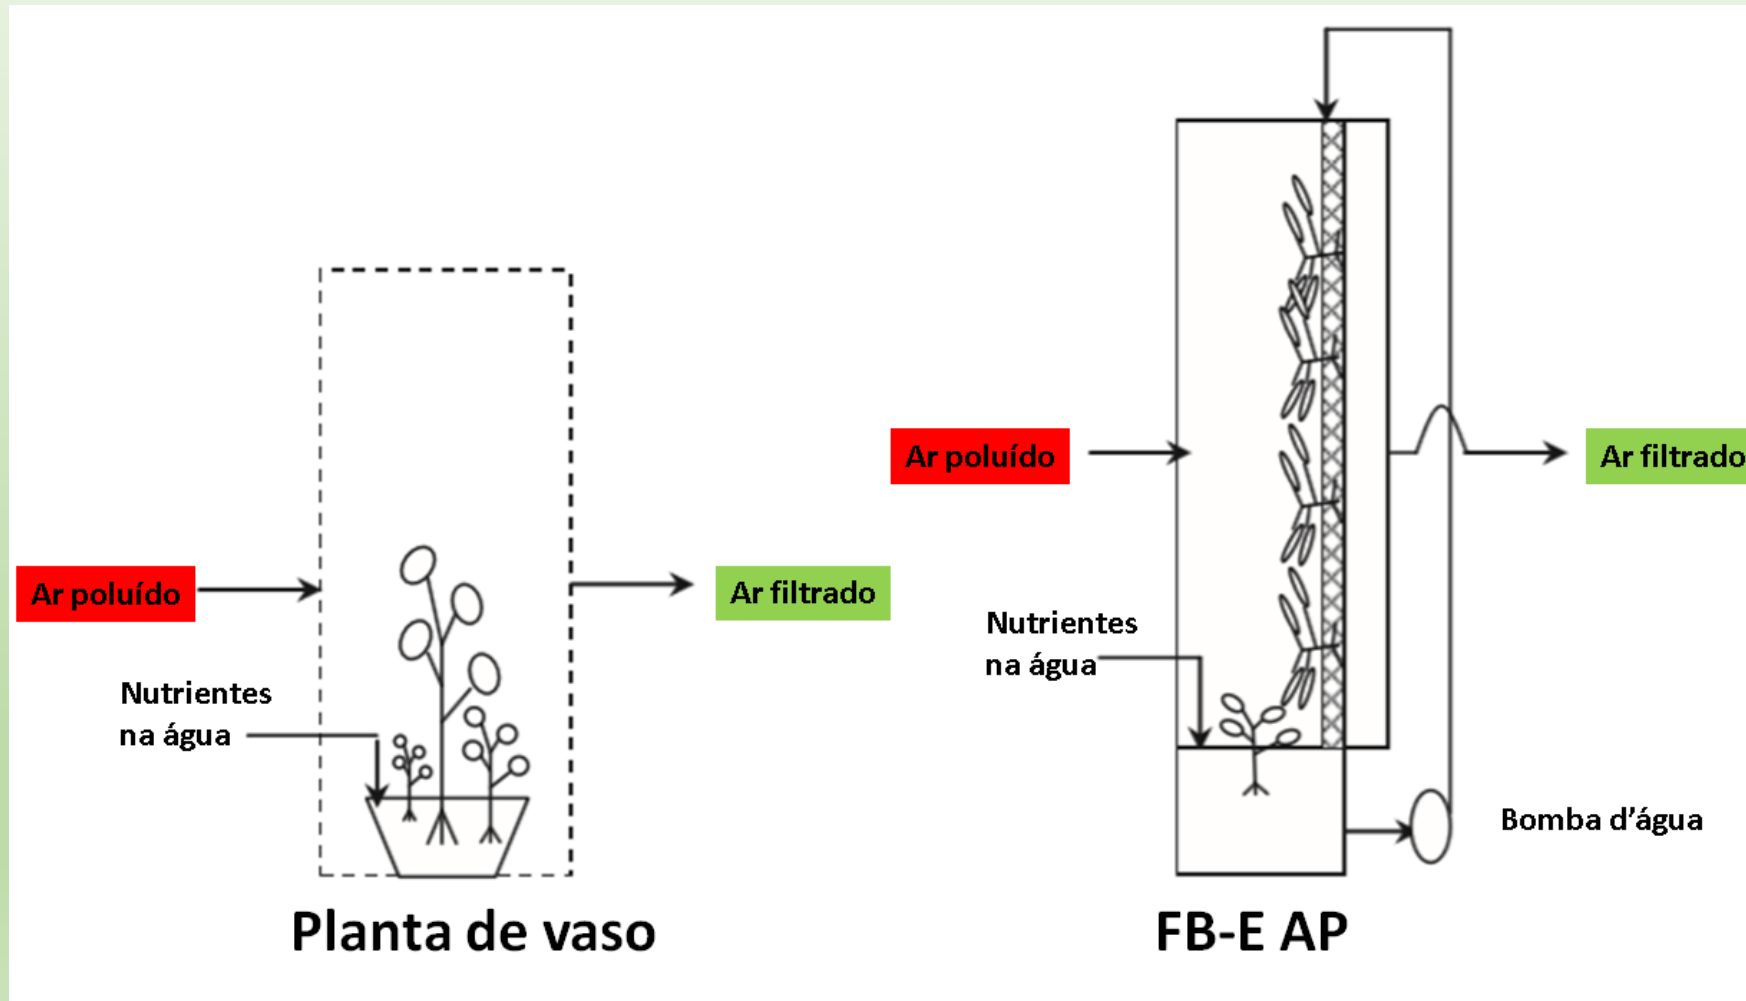 Ar poluído
Ar filtrado
Nutrientes
na água
Planta de vaso
Ar poluído
Ar filtrado
Nutrientes
na água
Bomba d'água
FB-E AP